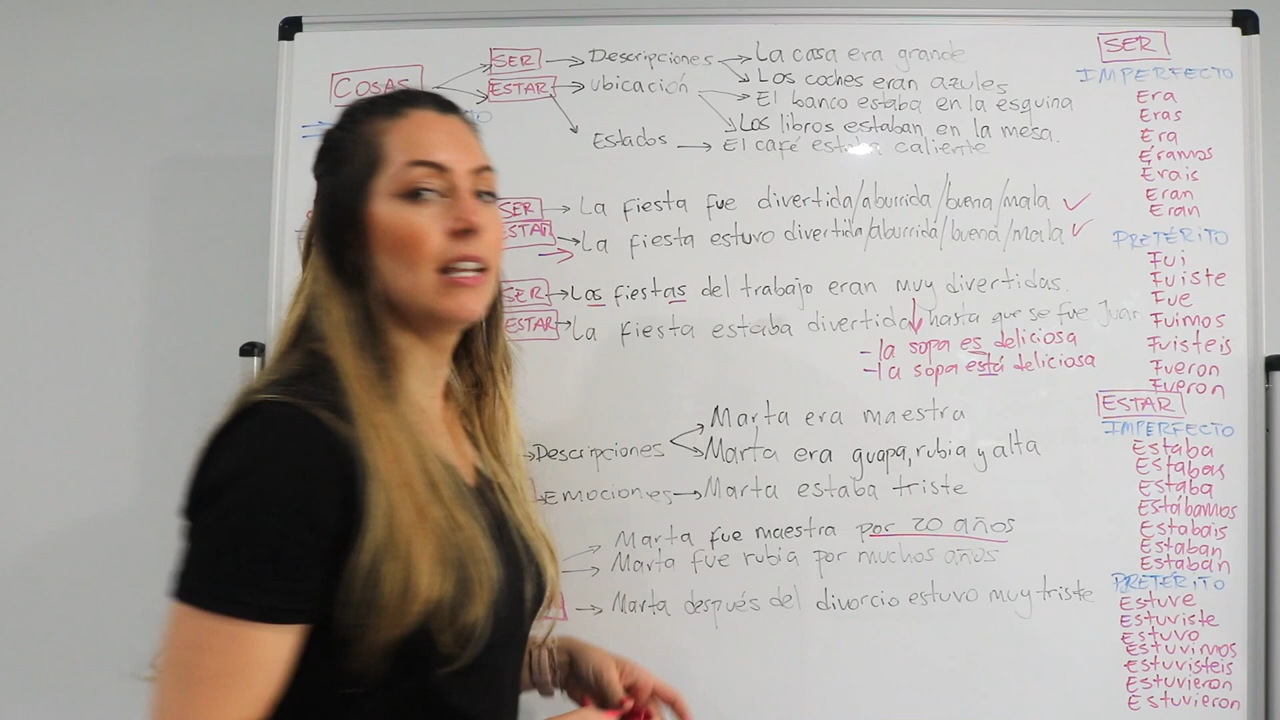 COSAS
SER → Descripciones → La casa era grande
Los coches eran azules
ESTAR → ubicación → El banco estaba en la esquina
Los libros estaban en la mesa.
Estados → El café estaba caliente
SER → La fiesta fue divertida/aburrida/buena/mala ✓
ESTAR → La fiesta estuvo divertida/aburrida/buena/mala ✓
SER → Las fiestas del trabajo eran muy divertidas.
ESTAR → La fiesta estaba divertida hasta que se fue Juan
- la sopa es deliciosa
- la sopa está deliciosa
Descripciones → Marta era maestra
Marta era guapa, rubia y alta
Emociones → Marta estaba triste
Marta fue maestra por 20 años
Marta fue rubia por muchos años
Marta después del divorcio estuvo muy triste
SER
IMPERFECTO
Era
Eras
Era
Éramos
Erais
Eran
Eran
PRETÉRITO
Fui
Fuiste
Fue
Fuimos
Fuisteis
Fueron
Fueron
ESTAR
IMPERFECTO
Estaba
Estabas
Estaba
Estábamos
Estabais
Estaban
Estaban
PRETÉRITO
Estuve
Estuviste
Estuvo
Estuvimos
Estuvisteis
Estuvieron
Estuvieron